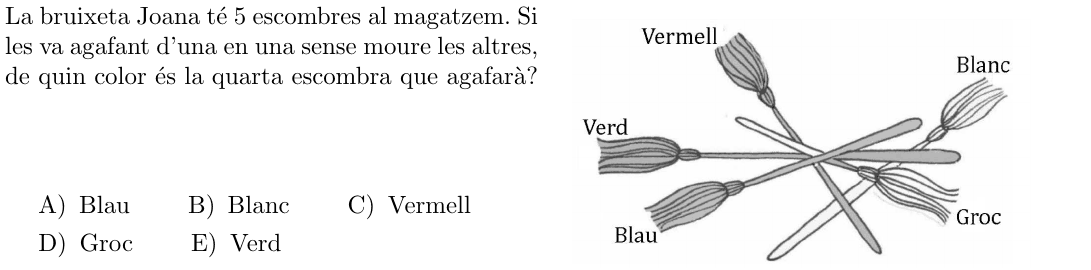 La bruixeta Joana té 5 escombres al magatzem. Si
les va agafant d'una en una sense moure les altres,
de quin color és la quarta escombra que agafarà?
A) Blau B) Blanc C) Vermell
D) Groc E) Verd
Vermell
Blanc
Verd
Groc
Blau